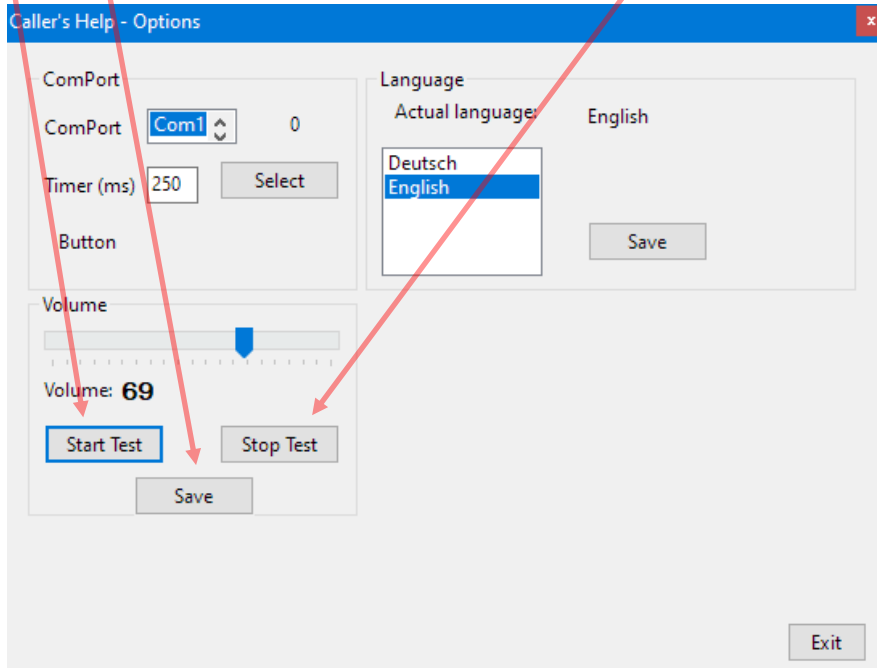 Caller's Help - Options
x
ComPort
ComPort Com1 0
Timer (ms) 250 Select
Button
Language
Actual language: English
Deutsch
English
Save
Volume
Volume: 69
Start Test Stop Test
Save
Exit